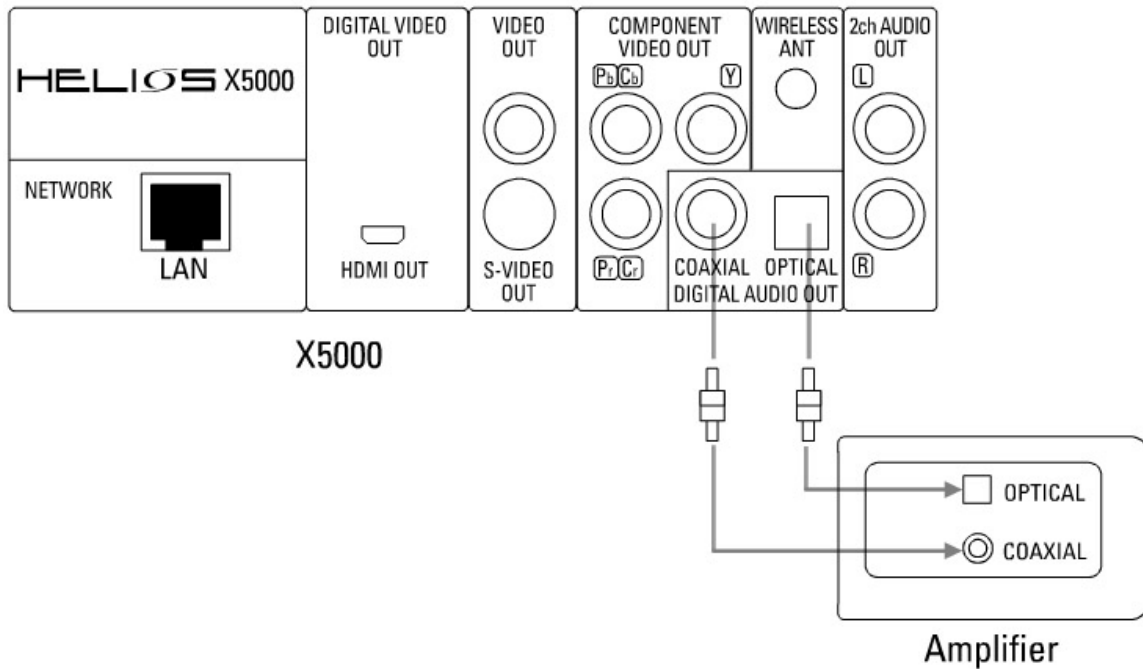 HELIOS X5000
NETWORK
LAN
DIGITAL VIDEO
OUT
HDMI OUT
VIDEO
OUT
S-VIDEO
OUT
COMPONENT
VIDEO OUT
Pb Cb
Y
Pr Cr
WIRELESS
ANT
COAXIAL OPTICAL
DIGITAL AUDIO OUT
2ch AUDIO
OUT
L
R
X5000
OPTICAL
COAXIAL
Amplifier